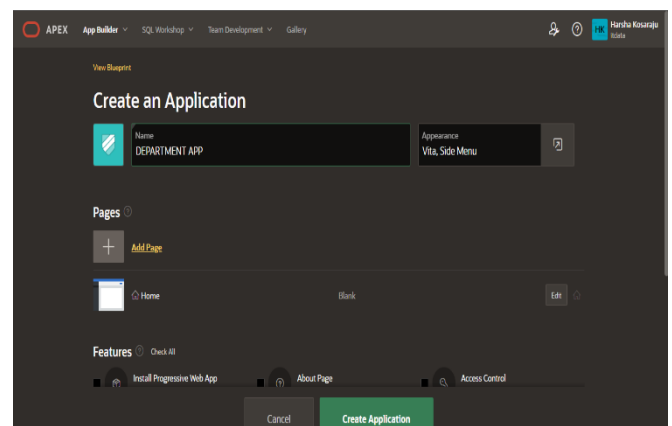 APEX App Builder SQL Workshop Team Development Gallery HK Harsha Kosaraju
View Blueprint
Create an Application
Name
DEPARTMENT APP
Appearance
Vita, Side Menu
Pages
Add Page
Home Blank Edit
Features Check All
Install Progressive Web App About Page Access Control
Cancel Create Application